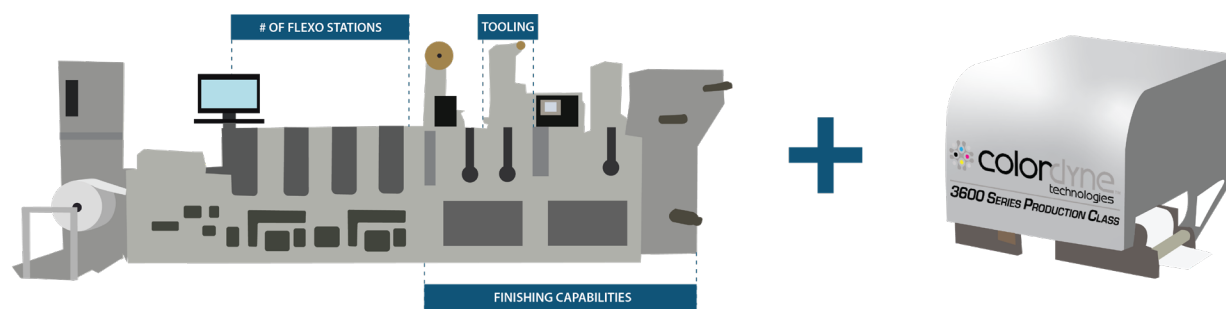 # OF FLEXO STATIONS
TOOLING
FINISHING CAPABILITIES
colordyne
technologies
3600 SERIES PRODUCTION CLASS